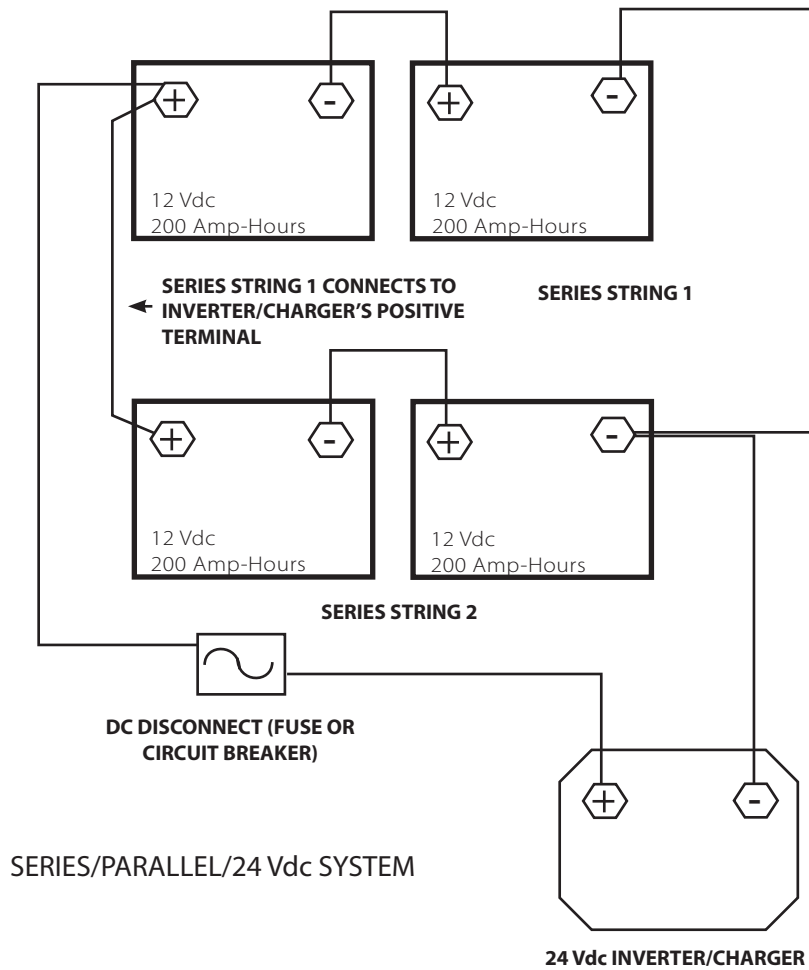 + - + -
12 Vdc 12 Vdc
200 Amp-Hours 200 Amp-Hours
SERIES STRING 1 CONNECTS TO
INVERTER/CHARGER’S POSITIVE
TERMINAL
SERIES STRING 1
+ - + -
12 Vdc 12 Vdc
200 Amp-Hours 200 Amp-Hours
SERIES STRING 2
DC DISCONNECT (FUSE OR
CIRCUIT BREAKER)
+ -
SERIES/PARALLEL/24 Vdc SYSTEM
24 Vdc INVERTER/CHARGER